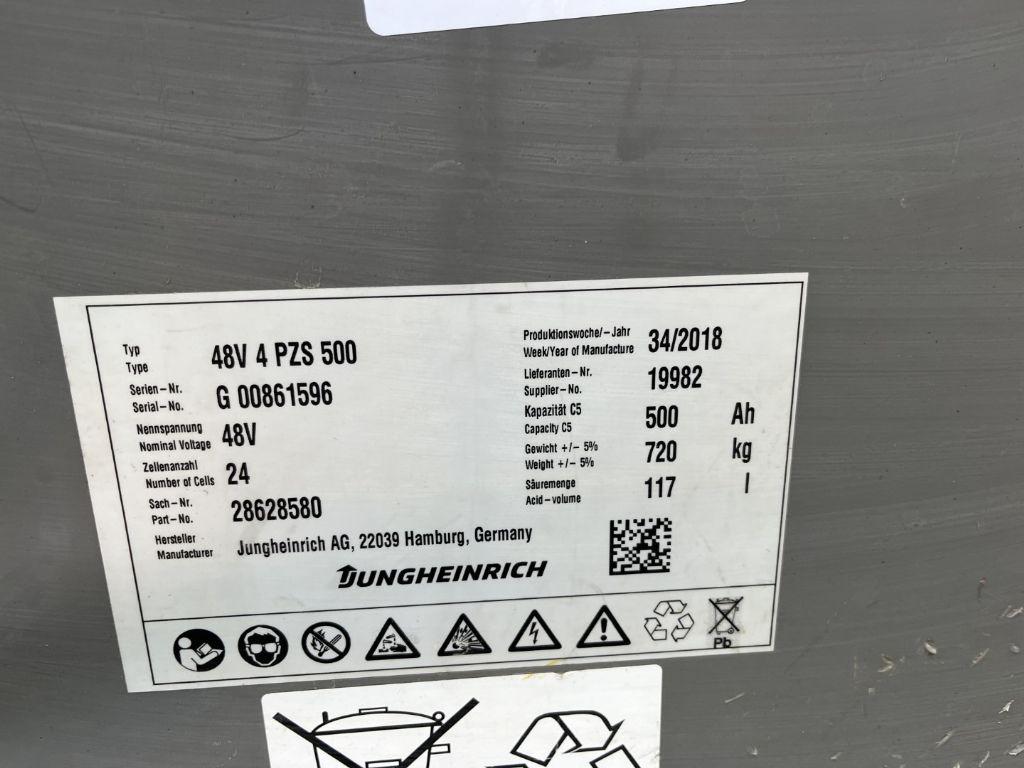 Typ
Type
48V 4 PZS 500
Serien-Nr.
Serial-No.
G 00861596
Nennspannung
Nominal Voltage
48V
Zellenanzahl
Number of Cells
24
Sach-Nr.
Part-No.
28628580
Hersteller
Manufacturer
Jungheinrich AG, 22039 Hamburg, Germany
JUNGHEINRICH
Produktionswoche/-Jahr
Week/Year of Manufacture
34/2018
Lieferanten-Nr.
Supplier-No.
19982
Kapazität C5
Capacity C5
500 Ah
Gewicht +/- 5%
Weight +/- 5%
720 kg
Säuremenge
Acid-volume
117 l
Pb